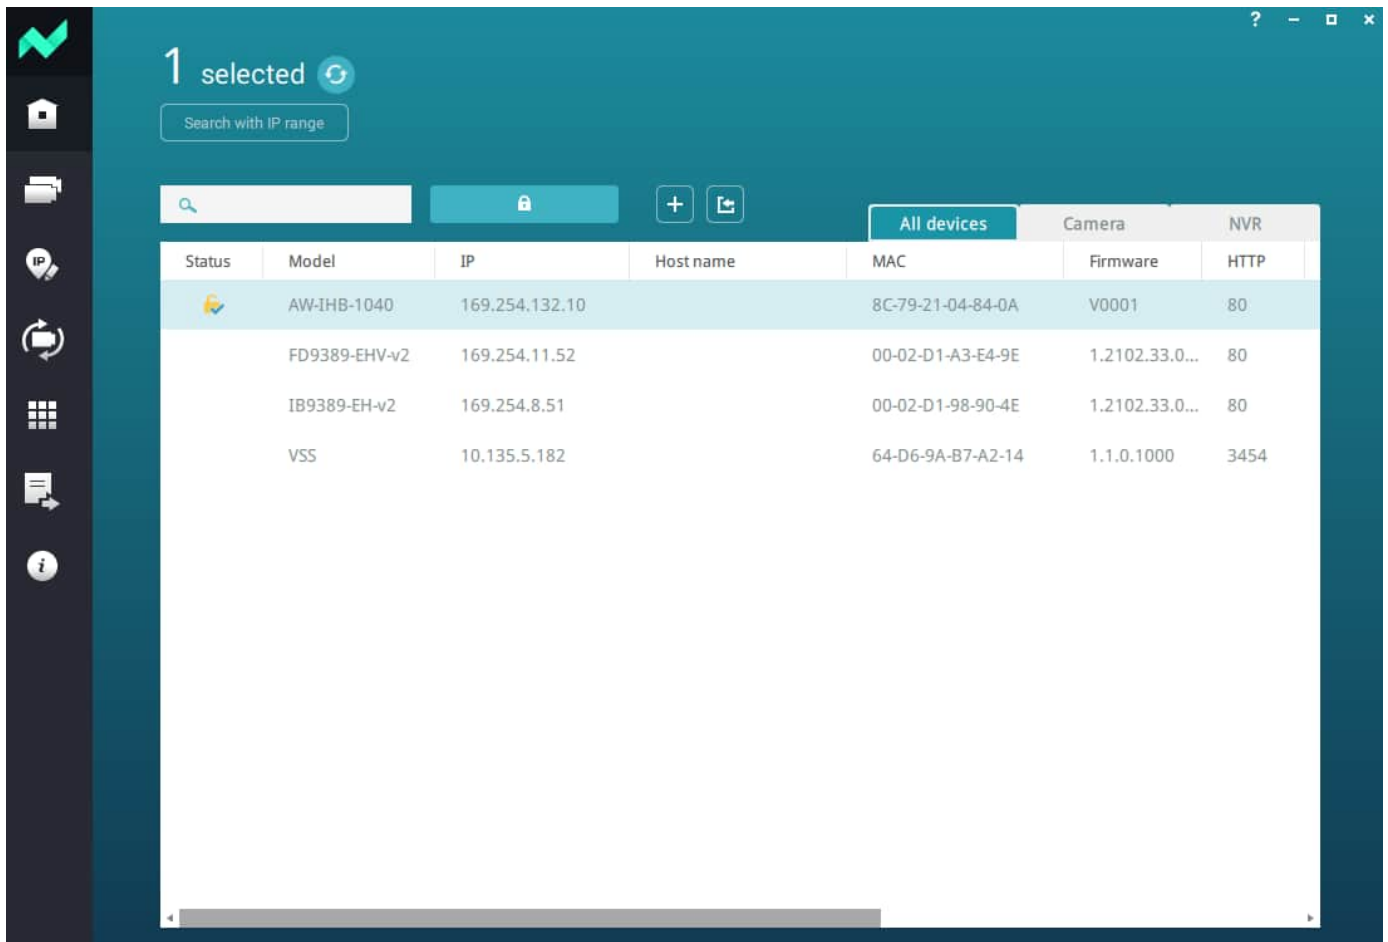 ?
1 selected
Search with IP range
All devices Camera NVR
Status Model IP Host name MAC Firmware HTTP
AW-IHB-1040 169.254.132.10 8C-79-21-04-84-0A V0001 80
FD9389-EHV-v2 169.254.11.52 00-02-D1-A3-E4-9E 1.2102.33.0... 80
IB9389-EH-v2 169.254.8.51 00-02-D1-98-90-4E 1.2102.33.0... 80
VSS 10.135.5.182 64-D6-9A-B7-A2-14 1.1.0.1000 3454
IP
i